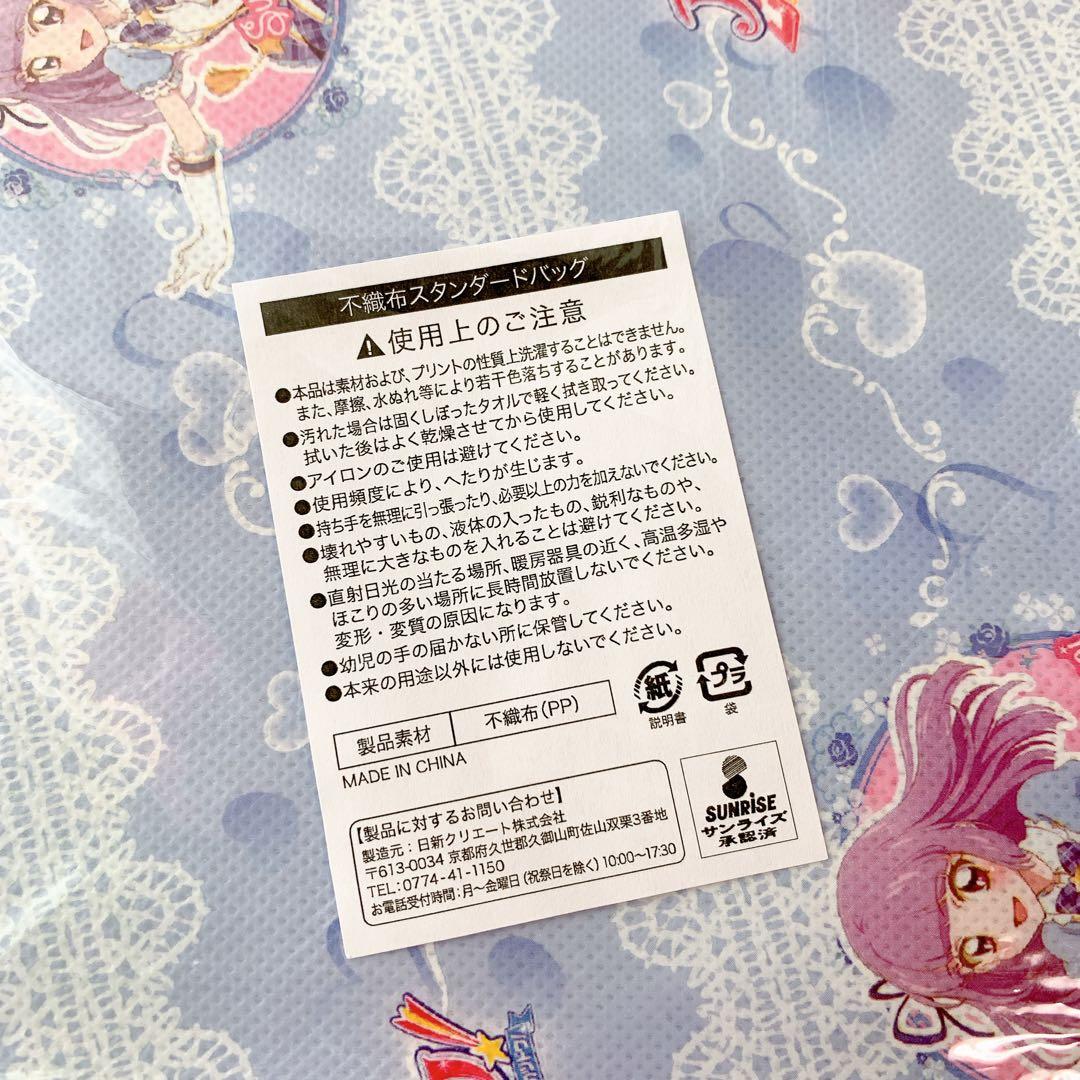 不織布スタンダードバッグ
使用上のご注意
●本品は素材および、プリントの性質上洗濯することはできません。
また、摩擦、水ぬれ等により若干色落ちすることがあります。
●汚れた場合は固くしぼったタオルで軽く拭き取ってください。
拭いた後はよく乾燥させてから使用してください。
●アイロンのご使用は避けてください。
●使用頻度により、へたりが生じます。
●持ち手を無理に引っ張ったり、必要以上の力を加えないでください。
●壊れやすいもの、液体の入ったもの、鋭利なものや、
無理に大きなものを入れることは避けてください。
●直射日光の当たる場所、暖房器具の近く、高温多湿や
ほこりの多い場所に長時間放置しないでください。
変形・変質の原因になります。
●幼児の手の届かない所に保管してください。
●本来の用途以外には使用しないでください。
製品素材 不織布(PP)
紙
説明書
プラ
袋
MADE IN CHINA
【製品に対するお問い合わせ】
製造元:日新クリエート株式会社
〒613-0034 京都府久世郡久御山町佐山双栗3番地
TEL:0774-41-1150
お電話受付時間:月〜金曜日(祝祭日を除く)10:00〜17:30
SUNRISE
サンライズ
承認済